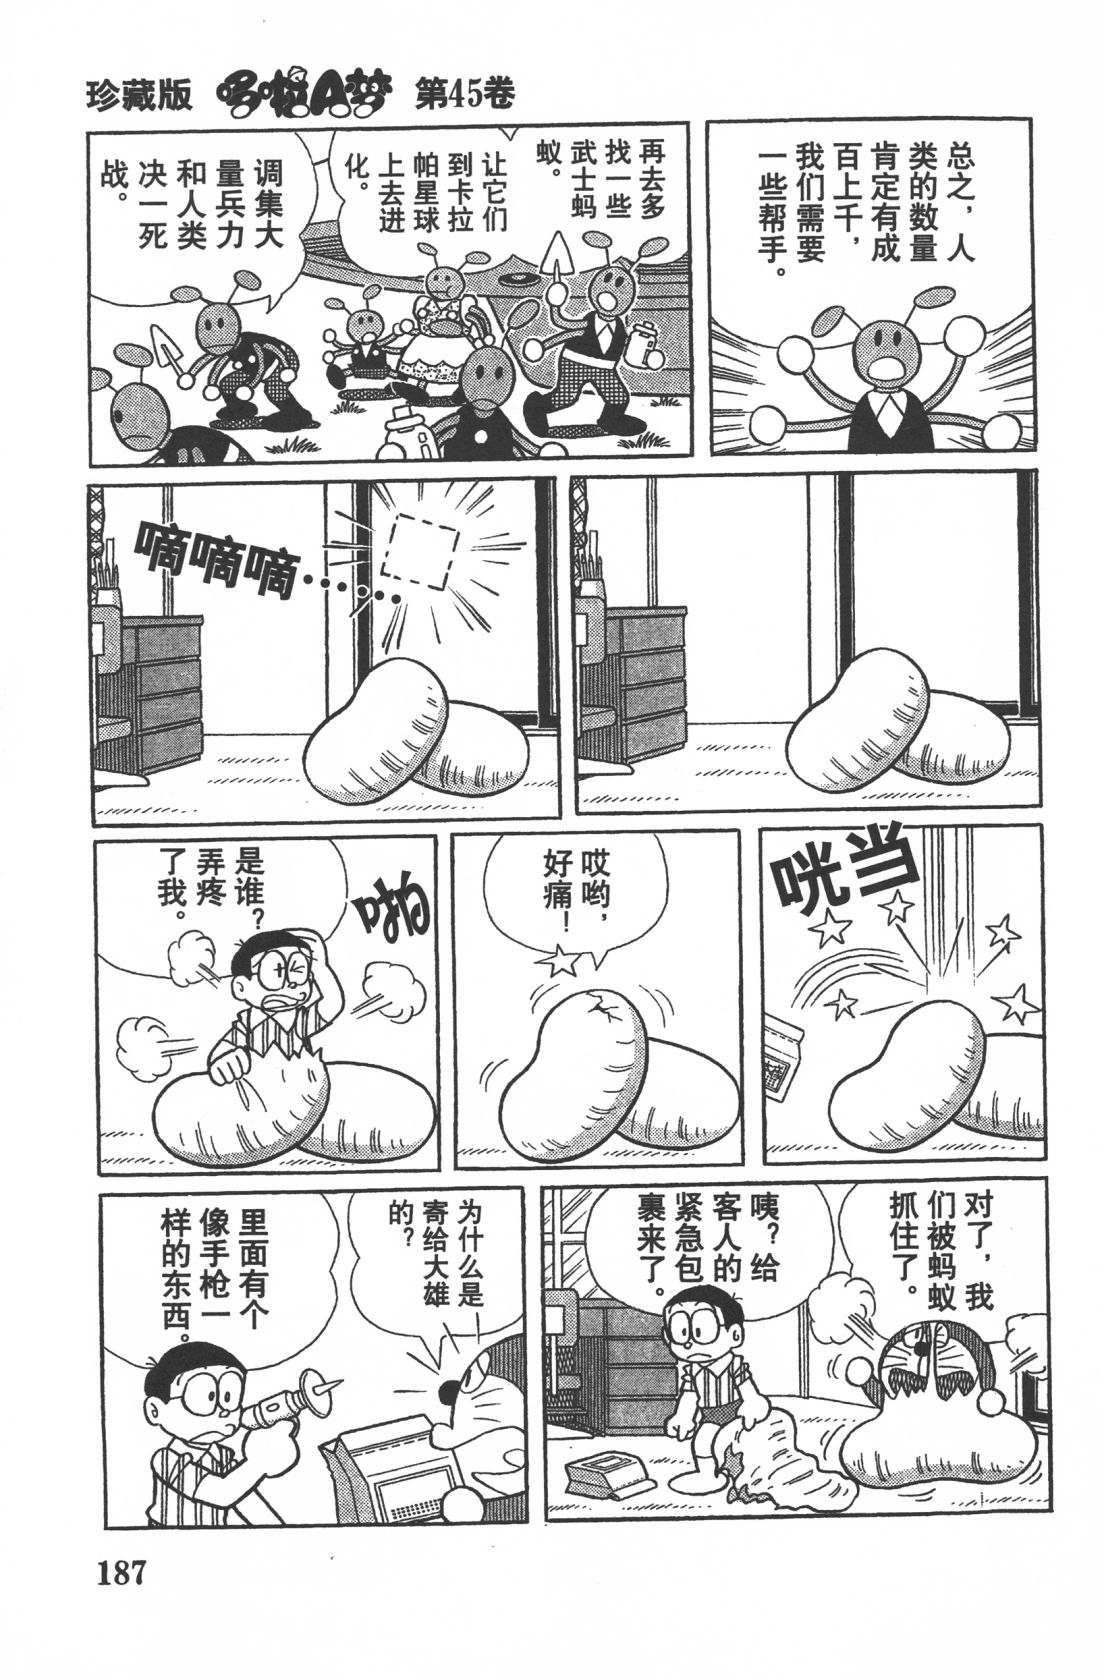 珍藏版 哆啦A梦 第45卷
总之，人
类的数量
肯定有成
百上千，
我们需要
一些帮手。
再去多
找一些
武士蚂
蚁。
让它们
到卡拉
帕星球
上去进
化。
调集大
量兵力
和人类
决一死
战。
嘀嘀嘀……
咣当
哎哟，
好痛！
啪
是谁？
弄疼
了我。
对了，我
们被蚂蚁
抓住了。
咦？给
客人的
紧急包
裹来了。
为什么是
寄给大雄
的？
里面有个
像手枪一
样的东西。
187